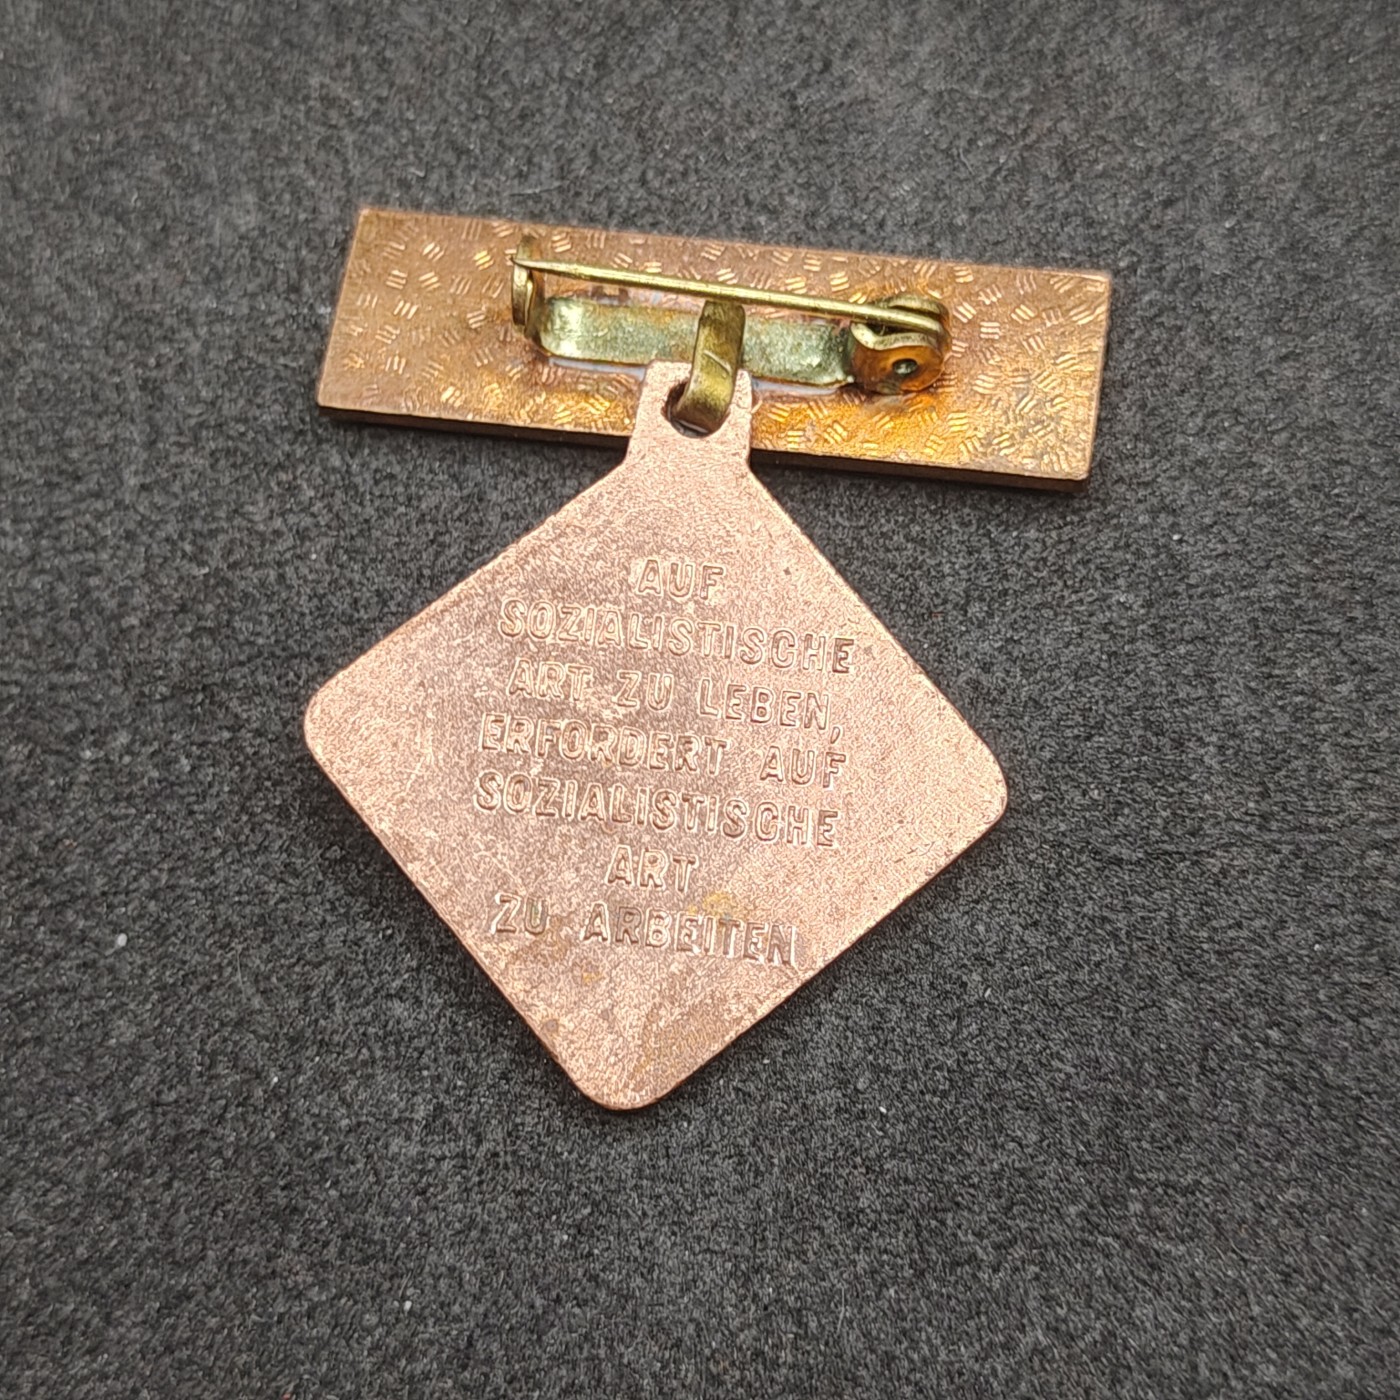 AUF
SOZIALISTISCHE
ART ZU LEBEN,
ERFORDERT AUF
SOZIALISTISCHE
ART
ZU ARBEITEN